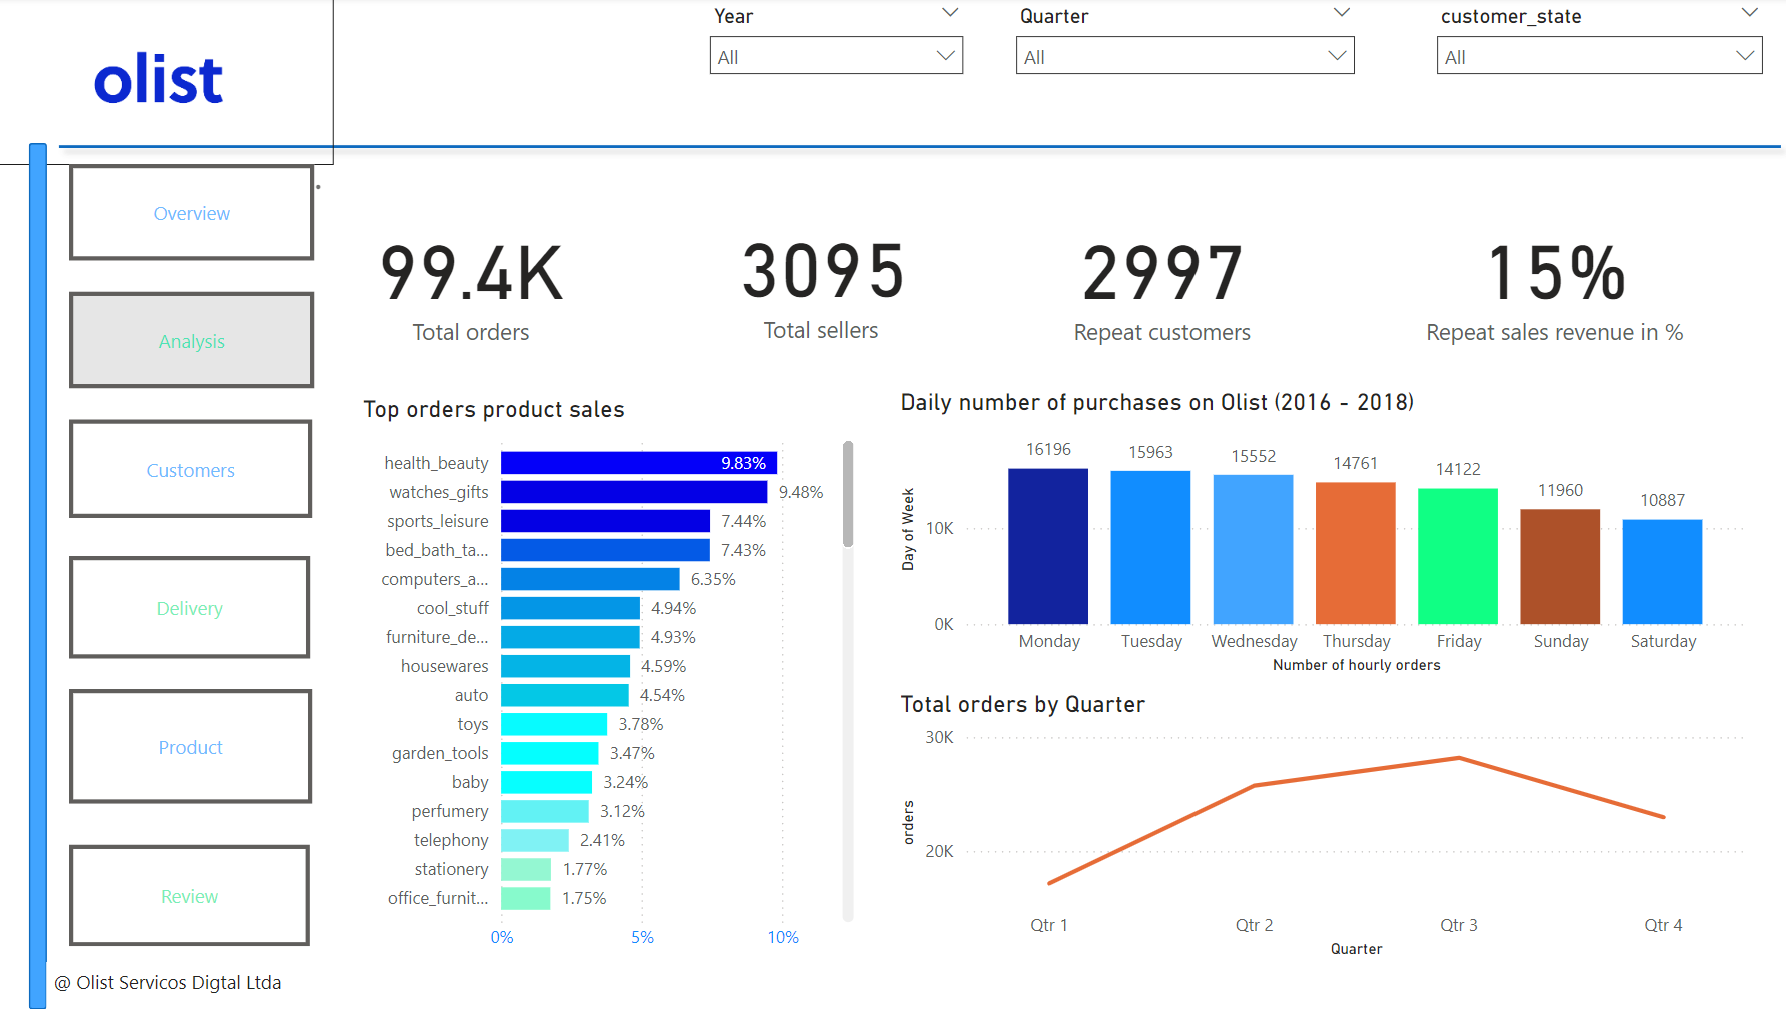 olist
Year
Quarter
customer_state
All
All
All
Overview
Analysis
Customers
Delivery
Product
Review
@ Olist Servicos Digtal Ltda
99.4K
Total orders
3095
Total sellers
2997
Repeat customers
15%
Repeat sales revenue in %
Top orders product sales
health_beauty 9.83%
watches_gifts 9.48%
sports_leisure 7.44%
bed_bath_ta... 7.43%
computers_a... 6.35%
cool_stuff 4.94%
furniture_de... 4.93%
housewares 4.59%
auto 4.54%
toys 3.78%
garden_tools 3.47%
baby 3.24%
perfumery 3.12%
telephony 2.41%
stationery 1.77%
office_furnit... 1.75%
0% 5% 10%
Daily number of purchases on Olist (2016 - 2018)
16196 15963 15552 14761 14122 11960 10887
Day of Week
10K
0K
Monday Tuesday Wednesday Thursday Friday Sunday Saturday
Number of hourly orders
Total orders by Quarter
30K
orders
20K
Qtr 1 Qtr 2 Qtr 3 Qtr 4
Quarter